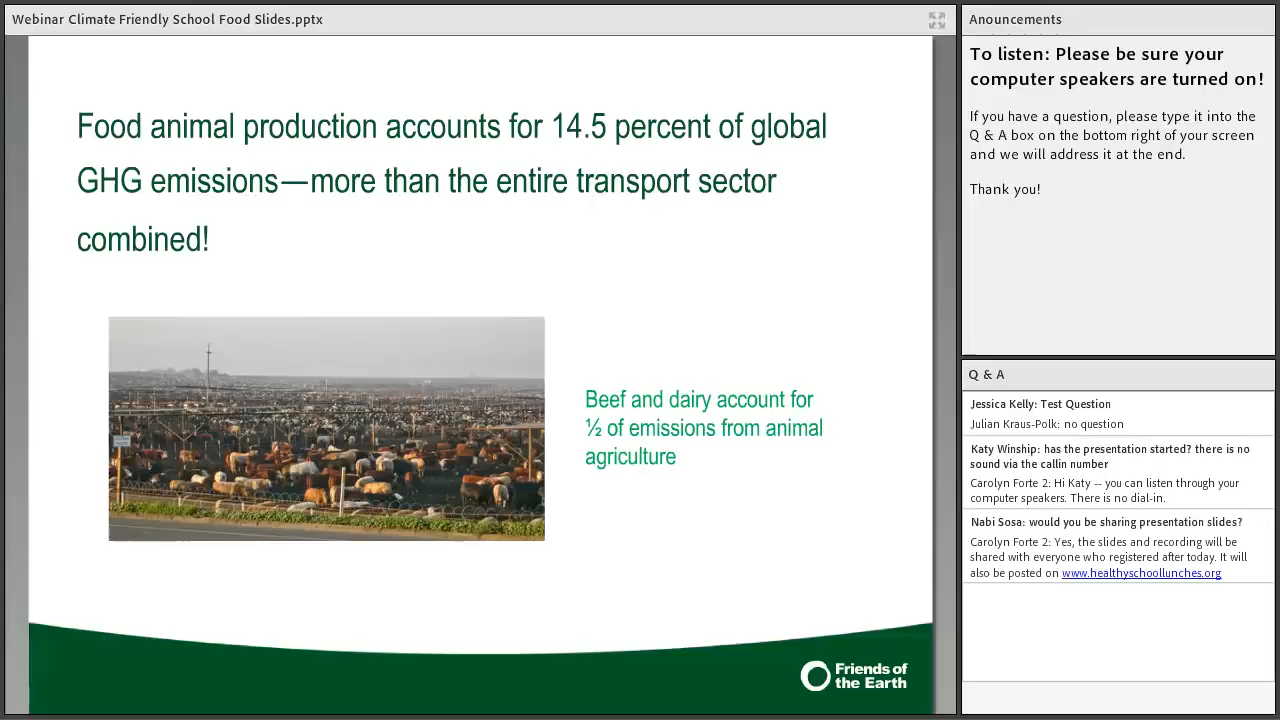 Webinar Climate Friendly School Food Slides.pptx
Food animal production accounts for 14.5 percent of global
GHG emissions—more than the entire transport sector
combined!
Beef and dairy account for
½ of emissions from animal
agriculture
Friends of
the Earth
Anouncements
To listen: Please be sure your
computer speakers are turned on!
If you have a question, please type it into the
Q & A box on the bottom right of your screen
and we will address it at the end.
Thank you!
Q & A
Jessica Kelly: Test Question
Julian Kraus-Polk: no question
Katy Winship: has the presentation started? there is no
sound via the callin number
Carolyn Forte 2: Hi Katy -- you can listen through your
computer speakers. There is no dial-in.
Nabi Sosa: would you be sharing presentation slides?
Carolyn Forte 2: Yes, the slides and recording will be
shared with everyone who registered after today. It will
also be posted on www.healthyschoollunches.org